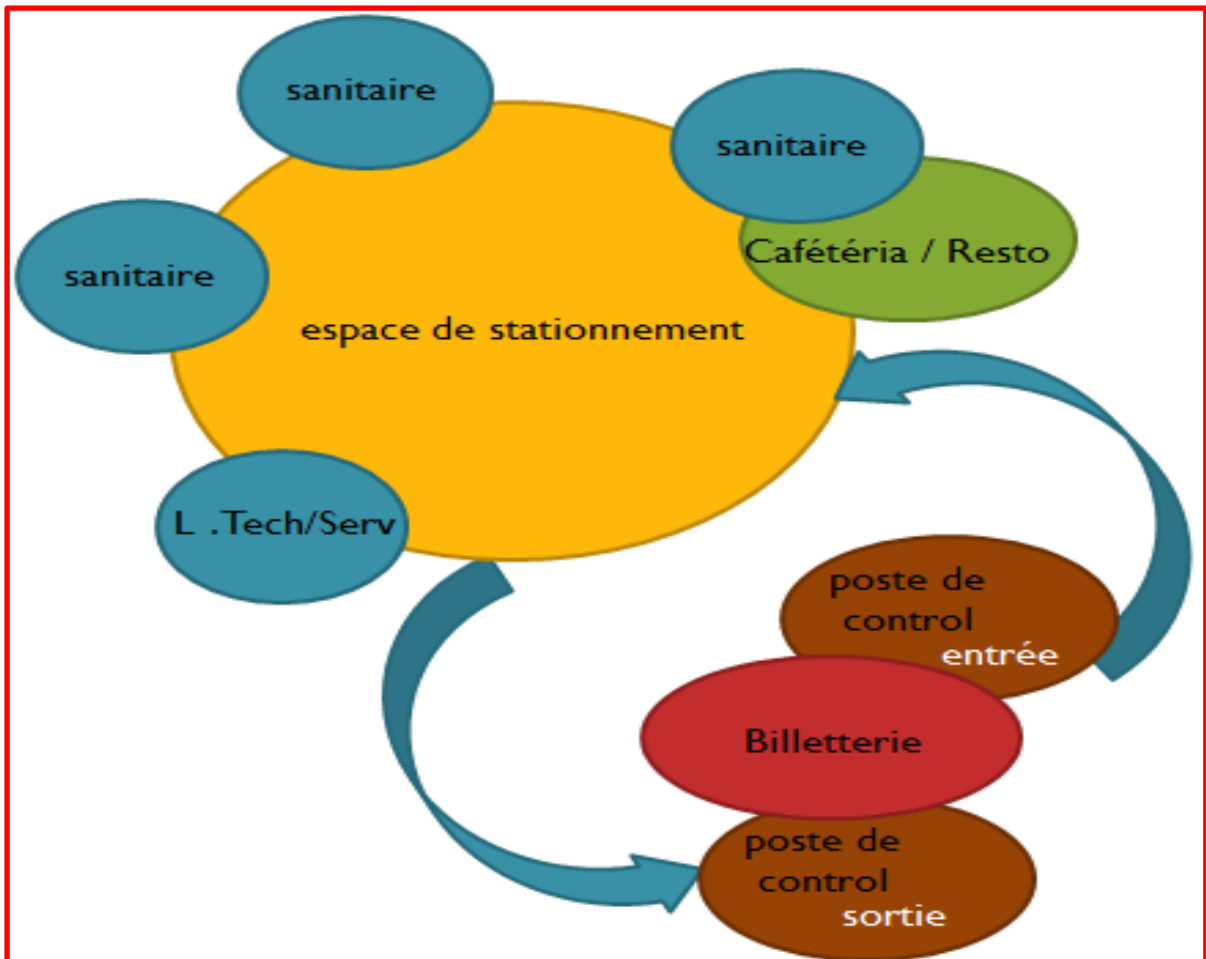 sanitaire
sanitaire
sanitaire
Cafétéria / Resto
espace de stationnement
L .Tech/Serv
poste de
control
entrée
Billetterie
poste de
control
sortie